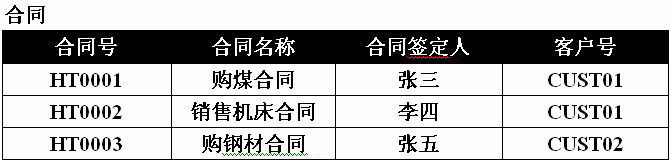 合同
合同号 合同名称 合同签定人 客户号
HT0001 购煤合同 张三 CUST01
HT0002 销售机床合同 李四 CUST01
HT0003 购钢材合同 张五 CUST02